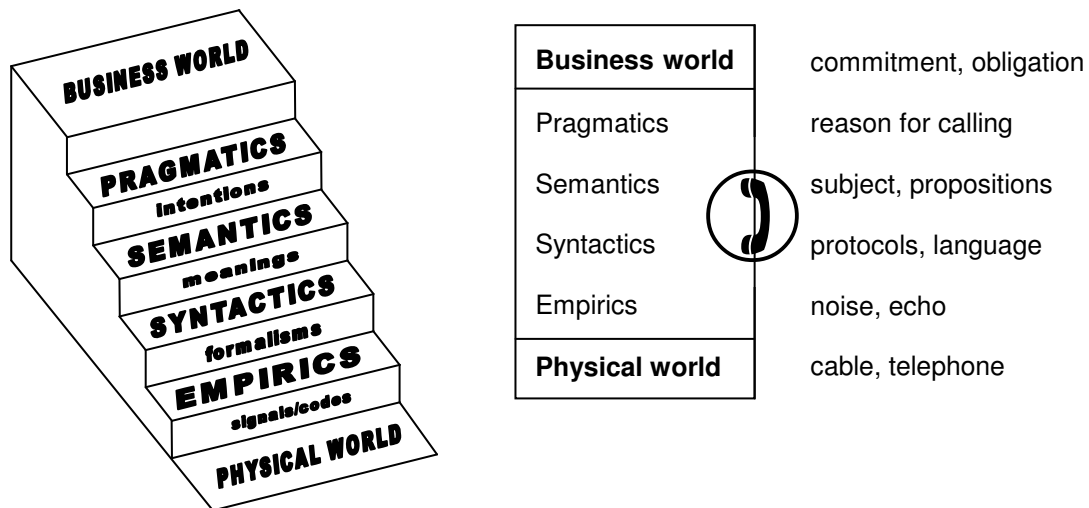 BUSINESS WORLD
PRAGMATICS
intentions
SEMANTICS
meanings
SYNTACTICS
formalisms
EMPIRICS
signals/codes
PHYSICAL WORLD
Business world commitment, obligation
Pragmatics reason for calling
Semantics subject, propositions
Syntactics protocols, language
Empirics noise, echo
Physical world cable, telephone